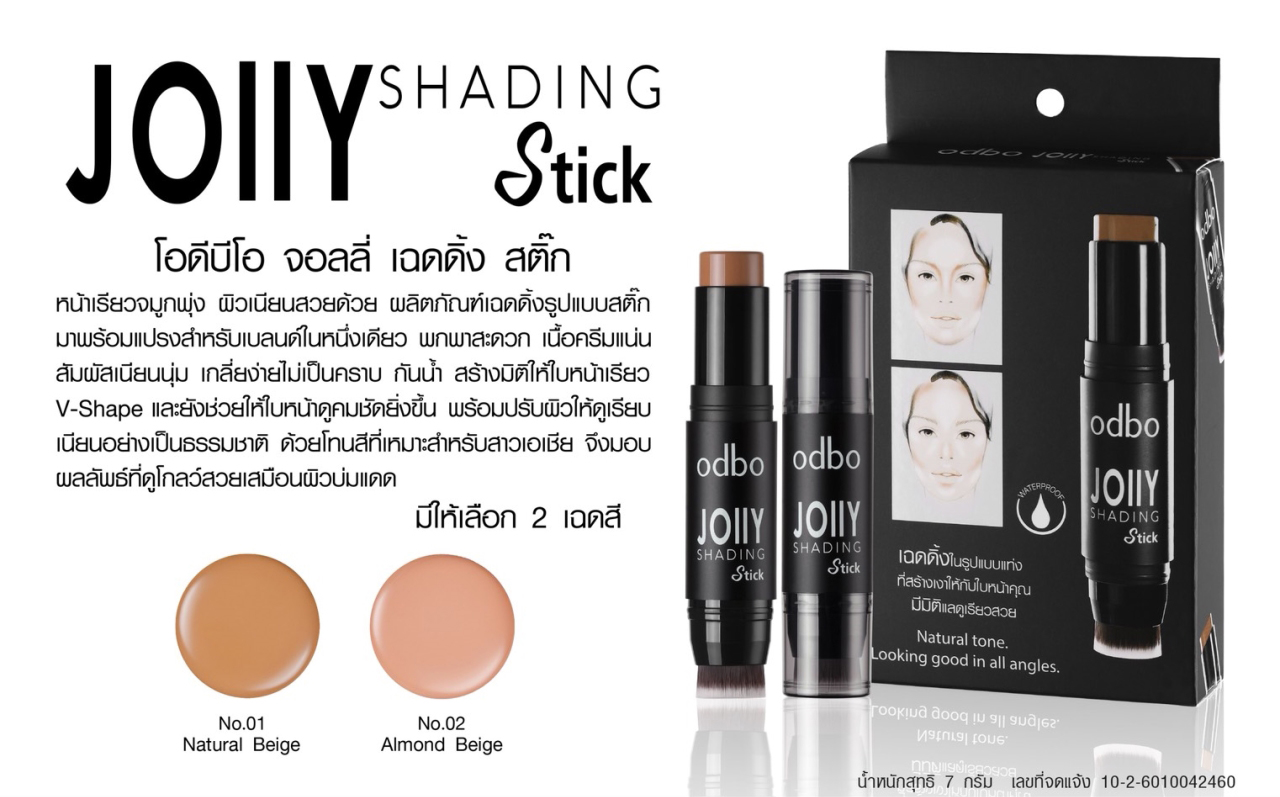 JOllY SHADING
Stick
โอดีบีโอ จอลลี่ เฉดดิ้ง สติ๊ก
หน้าเรียวจมูกพุ่ง ผิวเนียนสวยด้วย ผลิตภัณฑ์เฉดดิ้งรูปแบบสติ๊ก
มาพร้อมแปรงสำหรับเบลนด์ในหนึ่งเดียว พกพาสะดวก เนื้อครีมแน่น
สัมผัสเนียนนุ่ม เกลี่ยง่ายไม่เป็นคราบ กันน้ำ สร้างมิติให้ใบหน้าเรียว
V-Shape และยังช่วยให้ใบหน้าดูคมชัดยิ่งขึ้น พร้อมปรับผิวให้ดูเรียบ
เนียนอย่างเป็นธรรมชาติ ด้วยโทนสีที่เหมาะสำหรับสาวเอเชีย จึงมอบ
ผลลัพธ์ที่ดูโกลว์สวยเสมือนผิวบ่มแดด
มีให้เลือก 2 เฉดสี
No.01
Natural Beige
No.02
Almond Beige
odbo
JOllY
SHADING
Stick
odbo
JOllY
SHADING
Stick
odbo JOllY SHADING
Stick
odbo
JOllY
SHADING
Stick
WATERPROOF
เฉดดิ้งในรูปแบบแท่ง
ที่สร้างเงาให้กับใบหน้าคุณ
มีมิติแลดูเรียวสวย
Natural tone.
Looking good in all angles.
น้ำหนักสุทธิ 7 กรัม เลขที่จดแจ้ง 10-2-6010042460